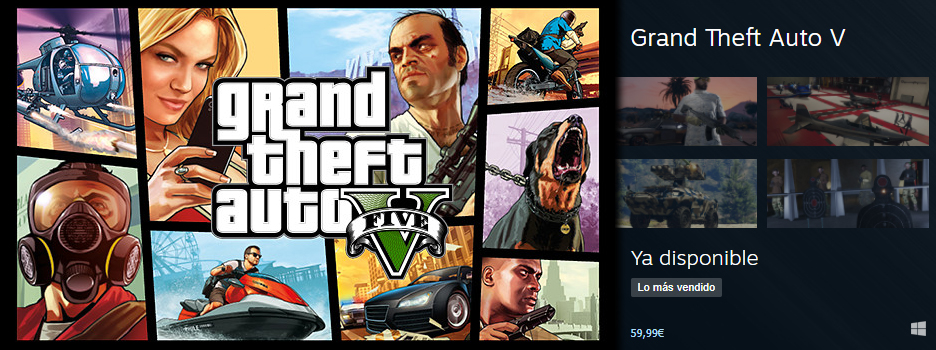 grand
theft
auto
FIVE
V
Grand Theft Auto V
Ya disponible
Lo más vendido
59,99€